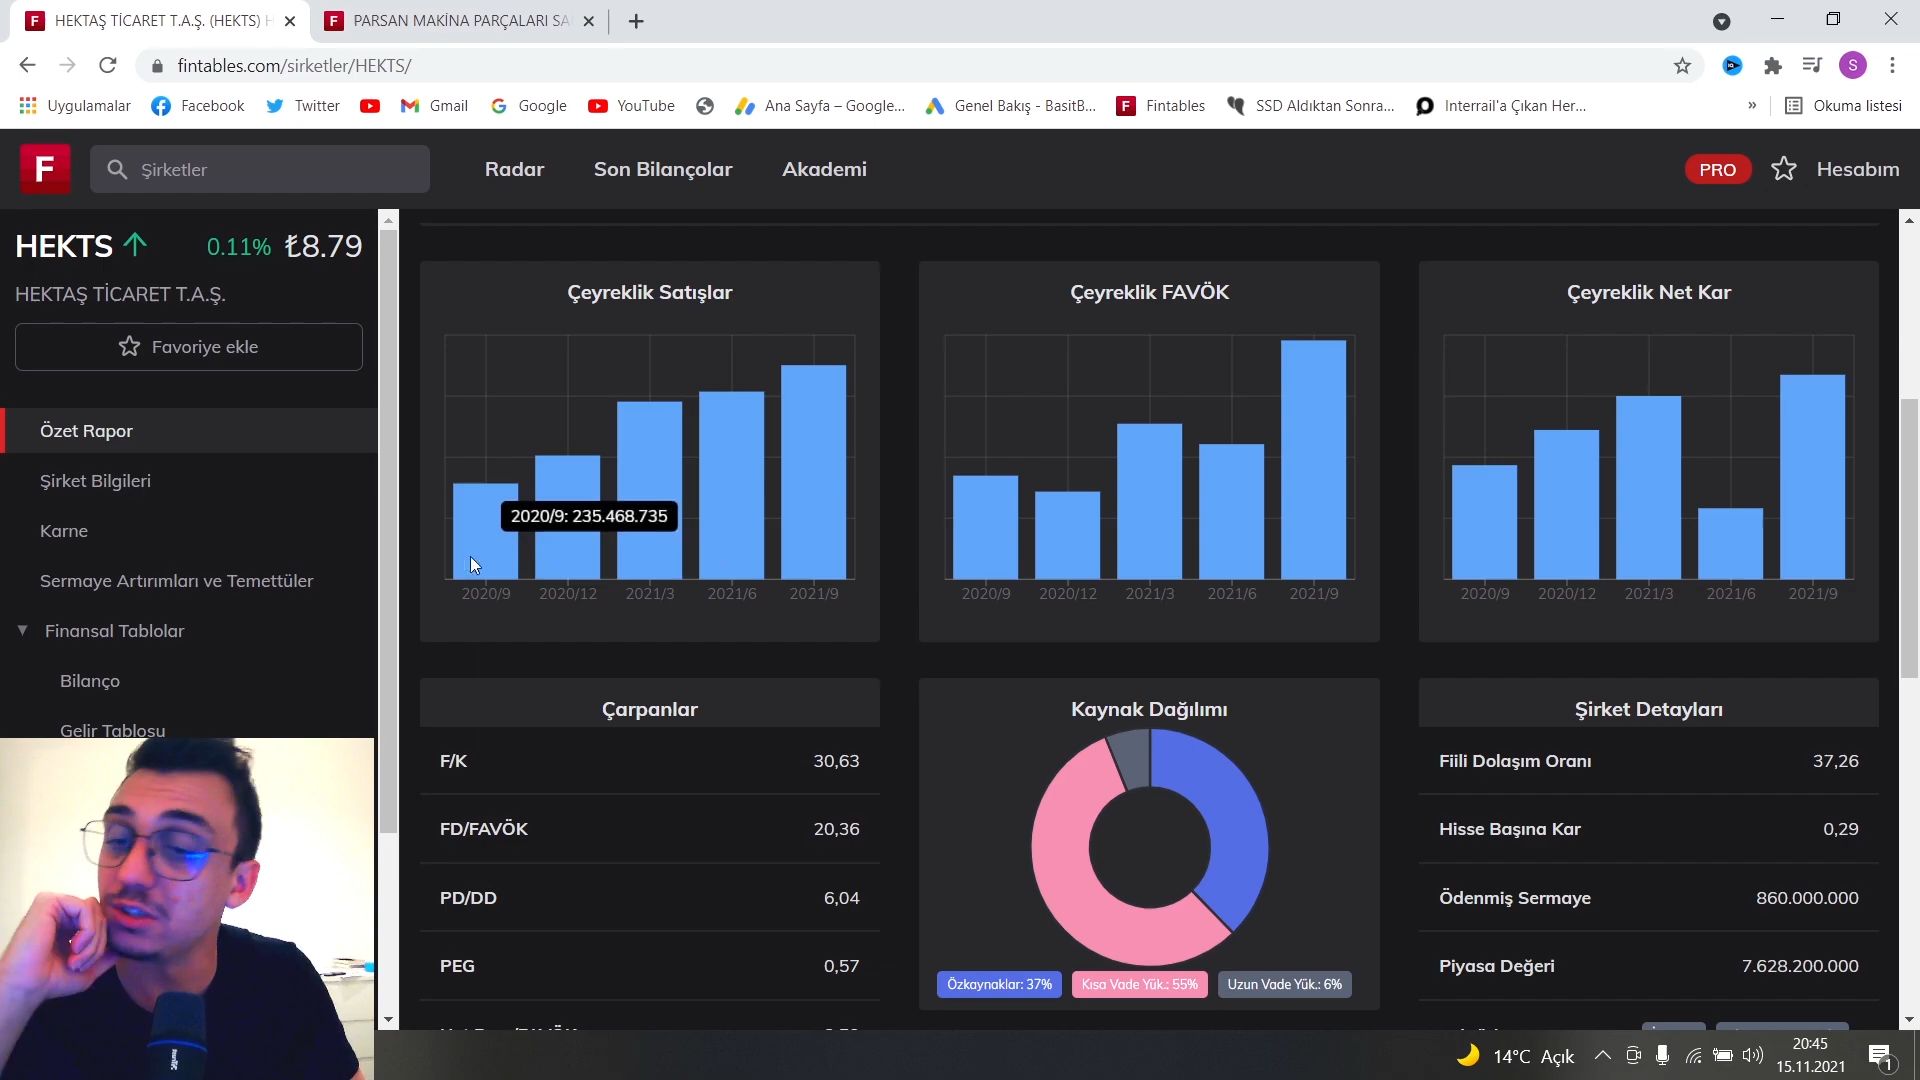 HEKTAŞ TİCARET T.A.Ş. (HEKTS) H
PARSAN MAKİNA PARÇALARI SA
fintables.com/sirketler/HEKTS/
S
Uygulamalar
Facebook
Twitter
Gmail
Google
YouTube
Ana Sayfa – Google...
Genel Bakış - BasitB...
Fintables
SSD Aldıktan Sonra...
Interrail'a Çıkan Her...
»
Okuma listesi
F
Şirketler
Radar
Son Bilançolar
Akademi
PRO
Hesabım
HEKTS
0.11%
₺8.79
HEKTAŞ TİCARET T.A.Ş.
Favoriye ekle
Özet Rapor
Şirket Bilgileri
Karne
Sermaye Artırımları ve Temettüler
Finansal Tablolar
Bilanço
Gelir Tablosu
Çeyreklik Satışlar
2020/9: 235.468.735
2020/9 2020/12 2021/3 2021/6 2021/9
Çeyreklik FAVÖK
2020/9 2020/12 2021/3 2021/6 2021/9
Çeyreklik Net Kar
2020/9 2020/12 2021/3 2021/6 2021/9
Çarpanlar
F/K 30,63
FD/FAVÖK 20,36
PD/DD 6,04
PEG 0,57
Kaynak Dağılımı
Özkaynaklar: 37%
Kısa Vade Yük.: 55%
Uzun Vade Yük.: 6%
Şirket Detayları
Fiili Dolaşım Oranı 37,26
Hisse Başına Kar 0,29
Ödenmiş Sermaye 860.000.000
Piyasa Değeri 7.628.200.000
14°C Açık
20:45
15.11.2021
1